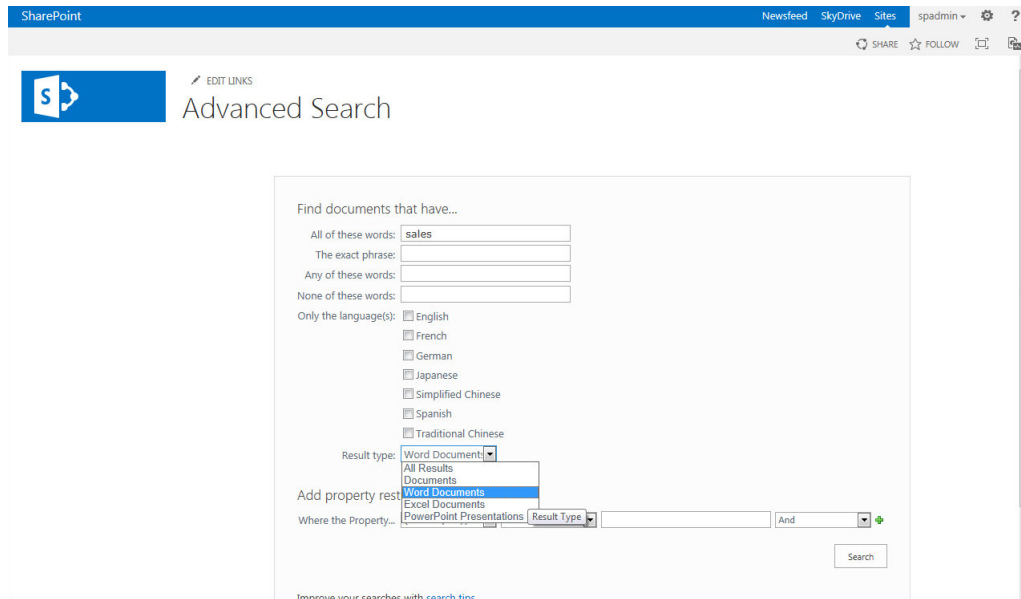 SharePoint Newsfeed SkyDrive Sites spadmin ?
SHARE FOLLOW
S EDIT LINKS
Advanced Search
Find documents that have...
All of these words: sales
The exact phrase:
Any of these words:
None of these words:
Only the language(s): English
French
German
Japanese
Simplified Chinese
Spanish
Traditional Chinese
Result type: Word Documents
All Results
Documents
Word Documents
Add property rest
Excel Documents
Where the Property... PowerPoint Presentations Result Type And
Search
Improve your searches with search tips